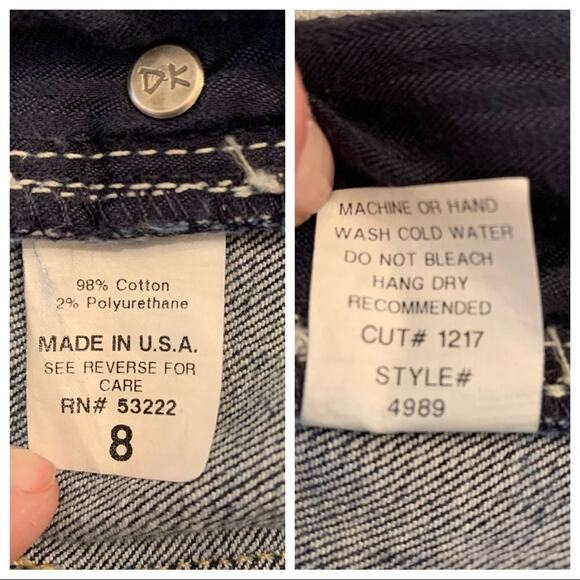 DK
98% Cotton
2% Polyurethane
MADE IN U.S.A.
SEE REVERSE FOR
CARE
RN# 53222
8
MACHINE OR HAND
WASH COLD WATER
DO NOT BLEACH
HANG DRY
RECOMMENDED
CUT# 1217
STYLE#
4989